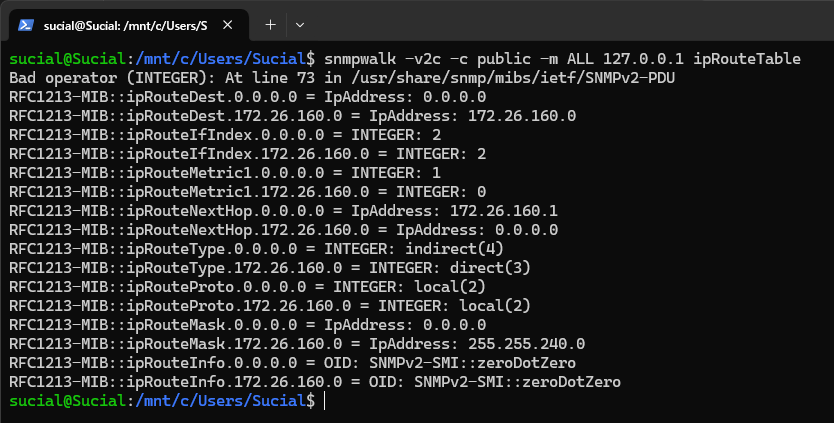 sucial@Sucial: /mnt/c/Users/S
sucial@Sucial:/mnt/c/Users/Sucial$ snmpwalk -v2c -c public -m ALL 127.0.0.1 ipRouteTable
Bad operator (INTEGER): At line 73 in /usr/share/snmp/mibs/ietf/SNMPv2-PDU
RFC1213-MIB::ipRouteDest.0.0.0.0 = IpAddress: 0.0.0.0
RFC1213-MIB::ipRouteDest.172.26.160.0 = IpAddress: 172.26.160.0
RFC1213-MIB::ipRouteIfIndex.0.0.0.0 = INTEGER: 2
RFC1213-MIB::ipRouteIfIndex.172.26.160.0 = INTEGER: 2
RFC1213-MIB::ipRouteMetric1.0.0.0.0 = INTEGER: 1
RFC1213-MIB::ipRouteMetric1.172.26.160.0 = INTEGER: 0
RFC1213-MIB::ipRouteNextHop.0.0.0.0 = IpAddress: 172.26.160.1
RFC1213-MIB::ipRouteNextHop.172.26.160.0 = IpAddress: 0.0.0.0
RFC1213-MIB::ipRouteType.0.0.0.0 = INTEGER: indirect(4)
RFC1213-MIB::ipRouteType.172.26.160.0 = INTEGER: direct(3)
RFC1213-MIB::ipRouteProto.0.0.0.0 = INTEGER: local(2)
RFC1213-MIB::ipRouteProto.172.26.160.0 = INTEGER: local(2)
RFC1213-MIB::ipRouteMask.0.0.0.0 = IpAddress: 0.0.0.0
RFC1213-MIB::ipRouteMask.172.26.160.0 = IpAddress: 255.255.240.0
RFC1213-MIB::ipRouteInfo.0.0.0.0 = OID: SNMPv2-SMI::zeroDotZero
RFC1213-MIB::ipRouteInfo.172.26.160.0 = OID: SNMPv2-SMI::zeroDotZero
sucial@Sucial:/mnt/c/Users/Sucial$